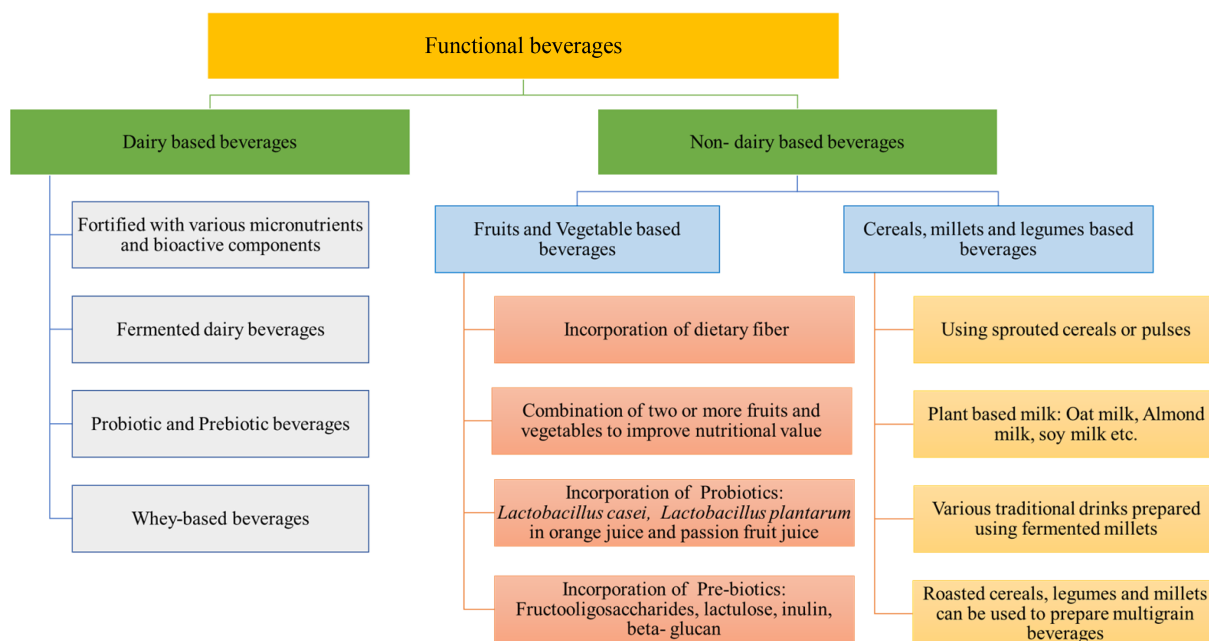 Functional beverages
Dairy based beverages
Non- dairy based beverages
Fortified with various micronutrients
and bioactive components
Fermented dairy beverages
Probiotic and Prebiotic beverages
Whey-based beverages
Fruits and Vegetable based
beverages
Incorporation of dietary fiber
Combination of two or more fruits and
vegetables to improve nutritional value
Incorporation of Probiotics:
Lactobacillus casei, Lactobacillus plantarum
in orange juice and passion fruit juice
Incorporation of Pre-biotics:
Fructooligosaccharides, lactulose, inulin,
beta- glucan
Cereals, millets and legumes based
beverages
Using sprouted cereals or pulses
Plant based milk: Oat milk, Almond
milk, soy milk etc.
Various traditional drinks prepared
using fermented millets
Roasted cereals, legumes and millets
can be used to prepare multigrain
beverages